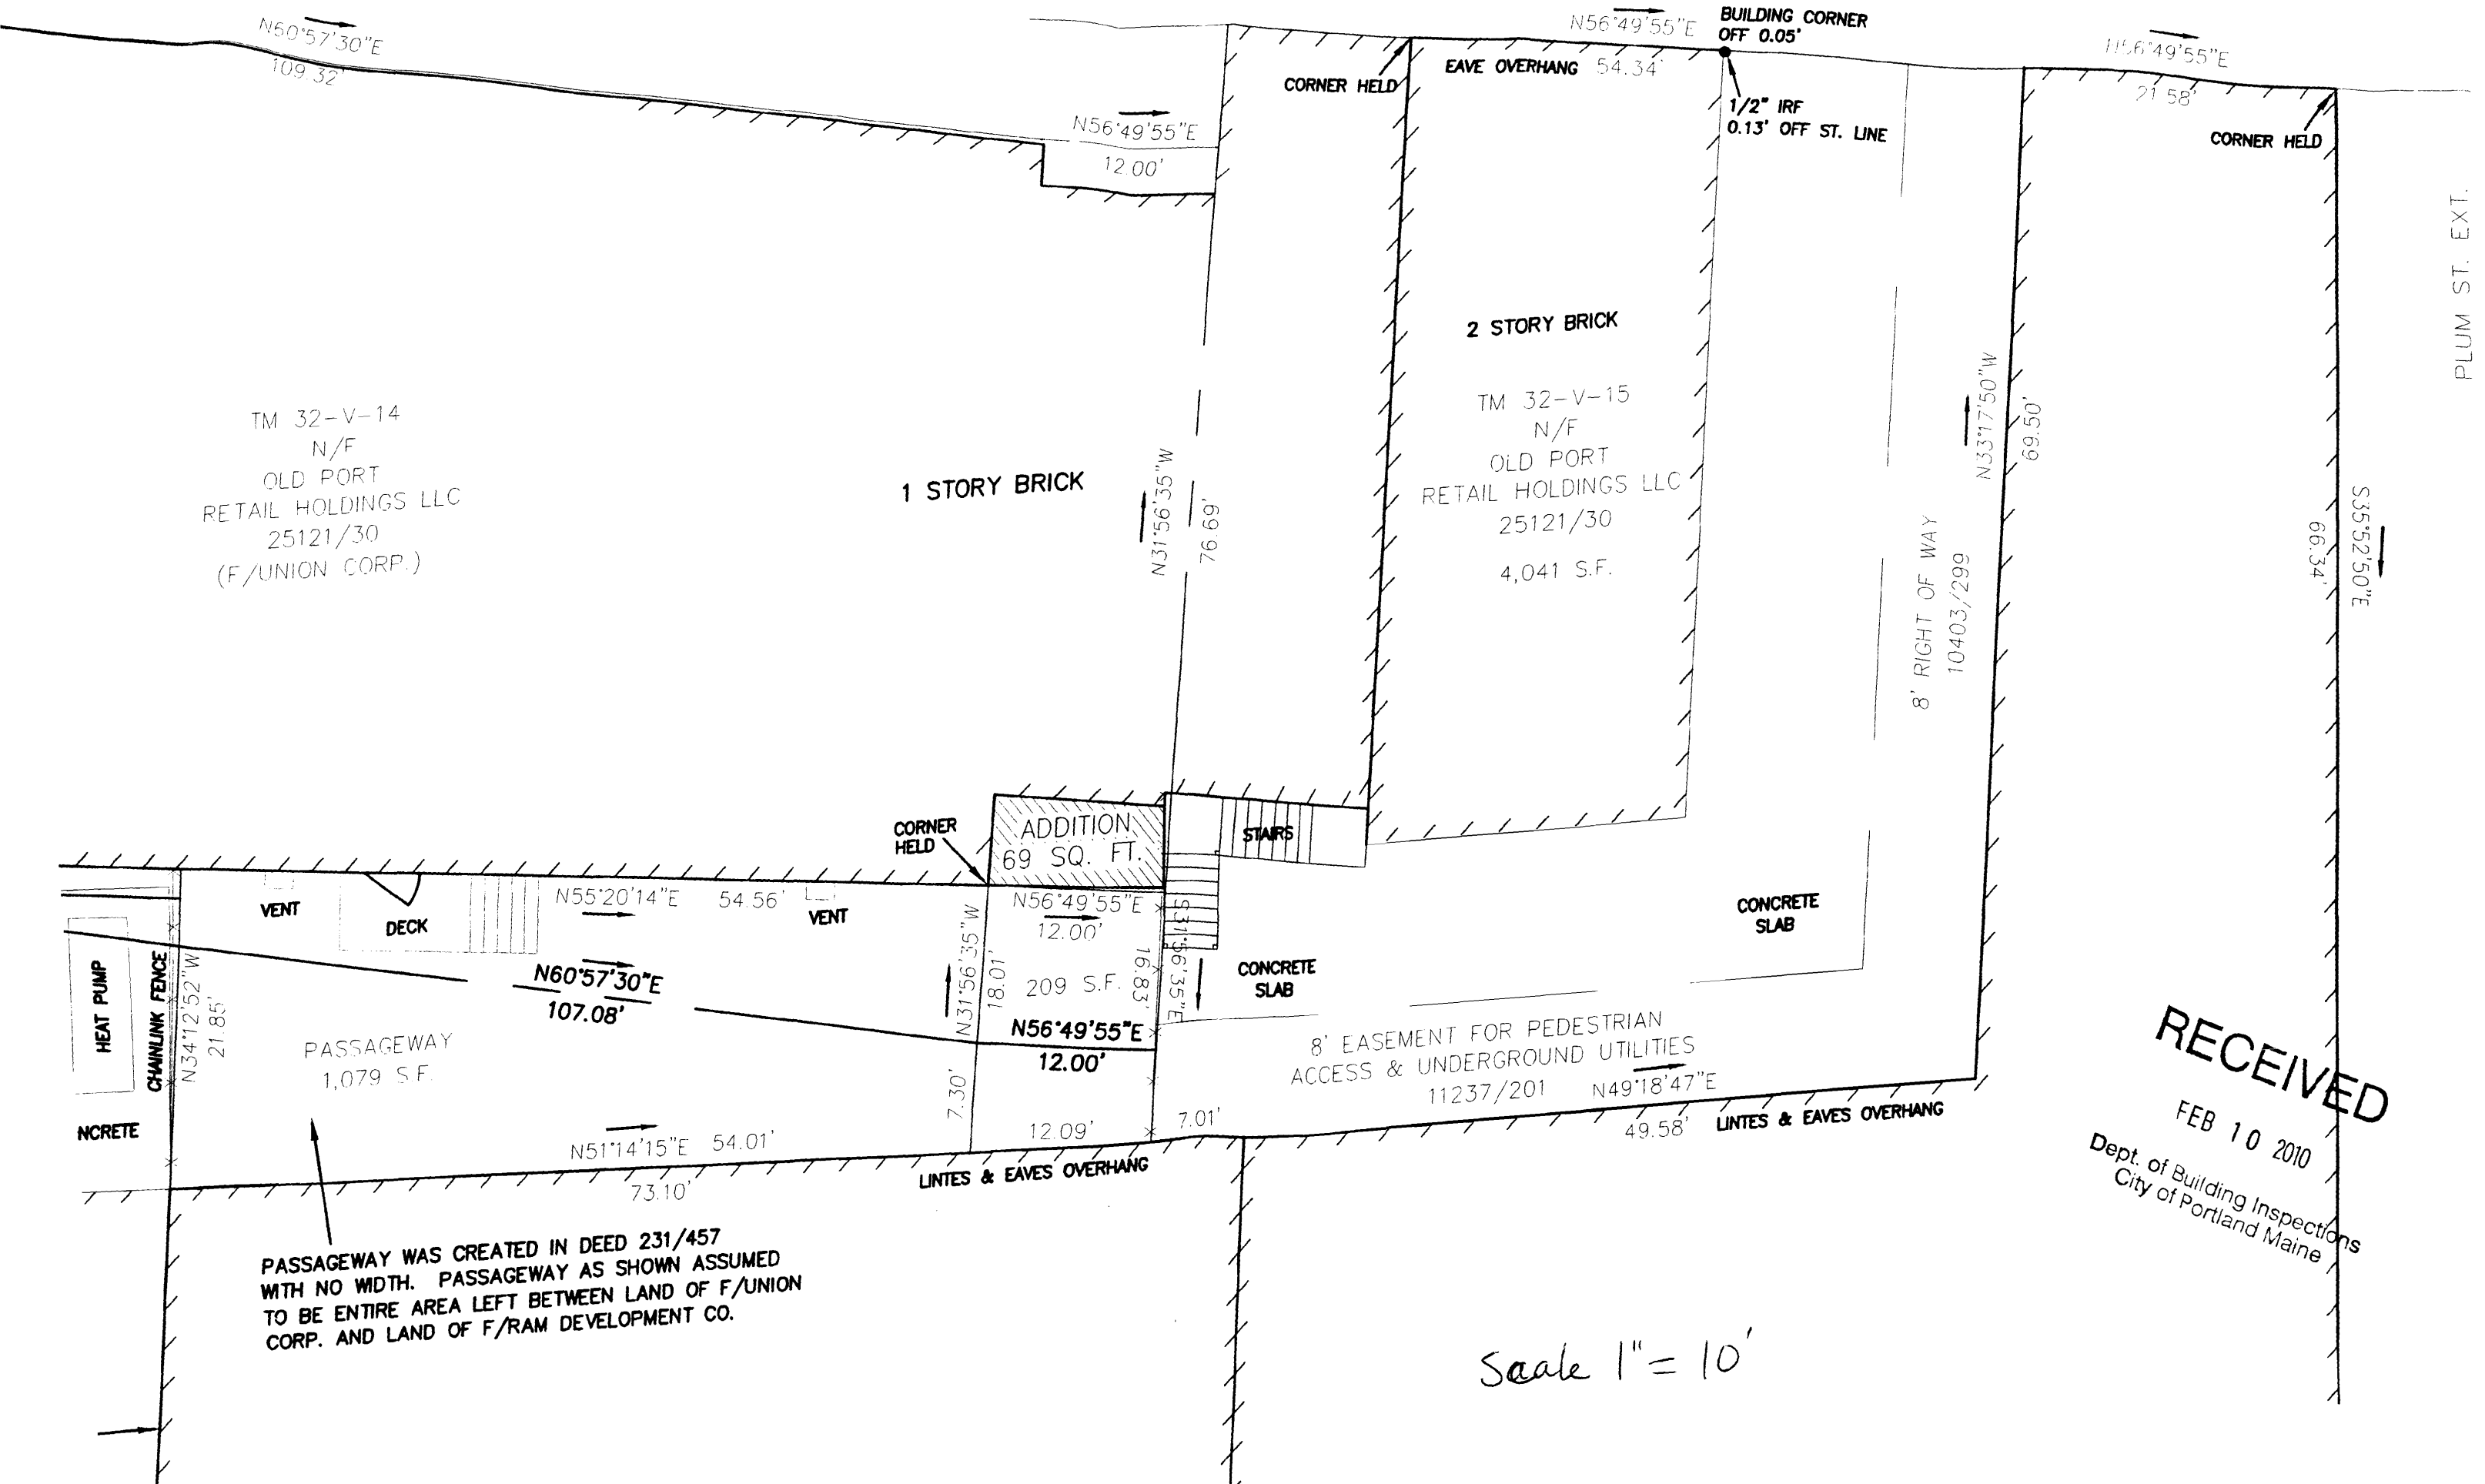 N50°57'30"E
109.32'
N56°49'55"E
12.00'
N56°49'55"E
54.34'
EAVE OVERHANG
CORNER HELD
BUILDING CORNER
OFF 0.05'
1/2" IRF
0.13' OFF ST. LINE
N56°49'55"E
21.58'
CORNER HELD
PLUM ST. EXT.
TM 32-V-14
N/F
OLD PORT
RETAIL HOLDINGS LLC
25121/30
(F/UNION CORP.)
1 STORY BRICK
N31°56'35"W
76.69'
2 STORY BRICK
TM 32-V-15
N/F
OLD PORT
RETAIL HOLDINGS LLC
25121/30
4,041 S.F.
8' RIGHT OF WAY
10403/299
N33°17'50"W
69.50'
S35°52'50"E
66.34'
CORNER
HELD
ADDITION
69 SQ. FT.
STAIRS
VENT
DECK
N55°20'14"E 54.56'
VENT
N56°49'55"E
12.00'
HEAT PUMP
CHAINLINK FENCE
N34°12'52"W
21.85'
N60°57'30"E
107.08'
N31°56'35"W
18.01'
209 S.F.
16.83'
S31°56'35"E
N56°49'55"E
12.00'
CONCRETE
SLAB
CONCRETE
SLAB
PASSAGEWAY
1,079 S.F.
8' EASEMENT FOR PEDESTRIAN
ACCESS & UNDERGROUND UTILITIES
11237/201 N49°18'47"E
49.58'
LINTES & EAVES OVERHANG
NCRETE
N51°14'15"E 54.01'
73.10'
7.30'
12.09'
7.01'
LINTES & EAVES OVERHANG
PASSAGEWAY WAS CREATED IN DEED 231/457
WITH NO WIDTH. PASSAGEWAY AS SHOWN ASSUMED
TO BE ENTIRE AREA LEFT BETWEEN LAND OF F/UNION
CORP. AND LAND OF F/RAM DEVELOPMENT CO.
RECEIVED
FEB 10 2010
Dept. of Building Inspections
City of Portland Maine
Scale 1" = 10'